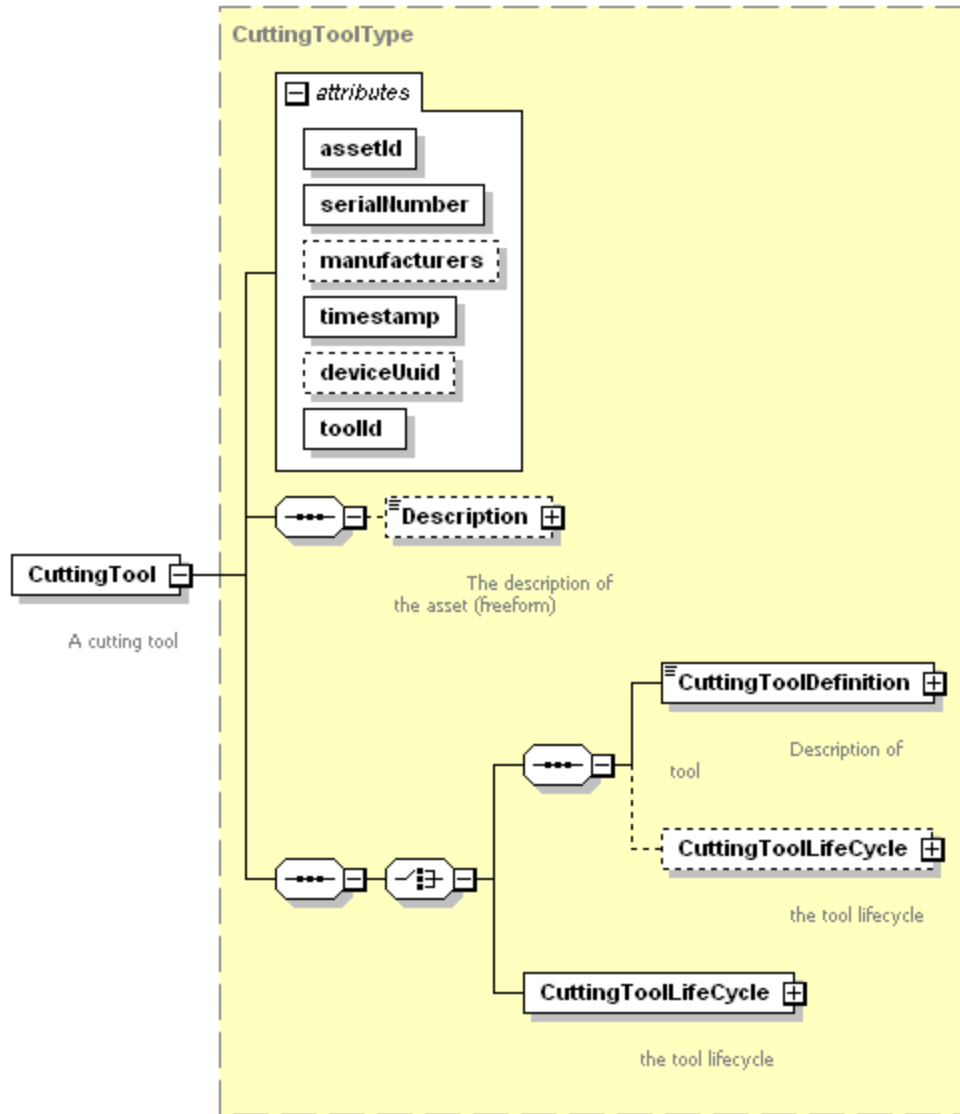 CuttingToolType
attributes
assetId
serialNumber
manufacturers
timestamp
deviceUuid
toolId
Description
The description of
the asset (freeform)
CuttingTool
A cutting tool
CuttingToolDefinition
Description of
tool
CuttingToolLifeCycle
the tool lifecycle
CuttingToolLifeCycle
the tool lifecycle